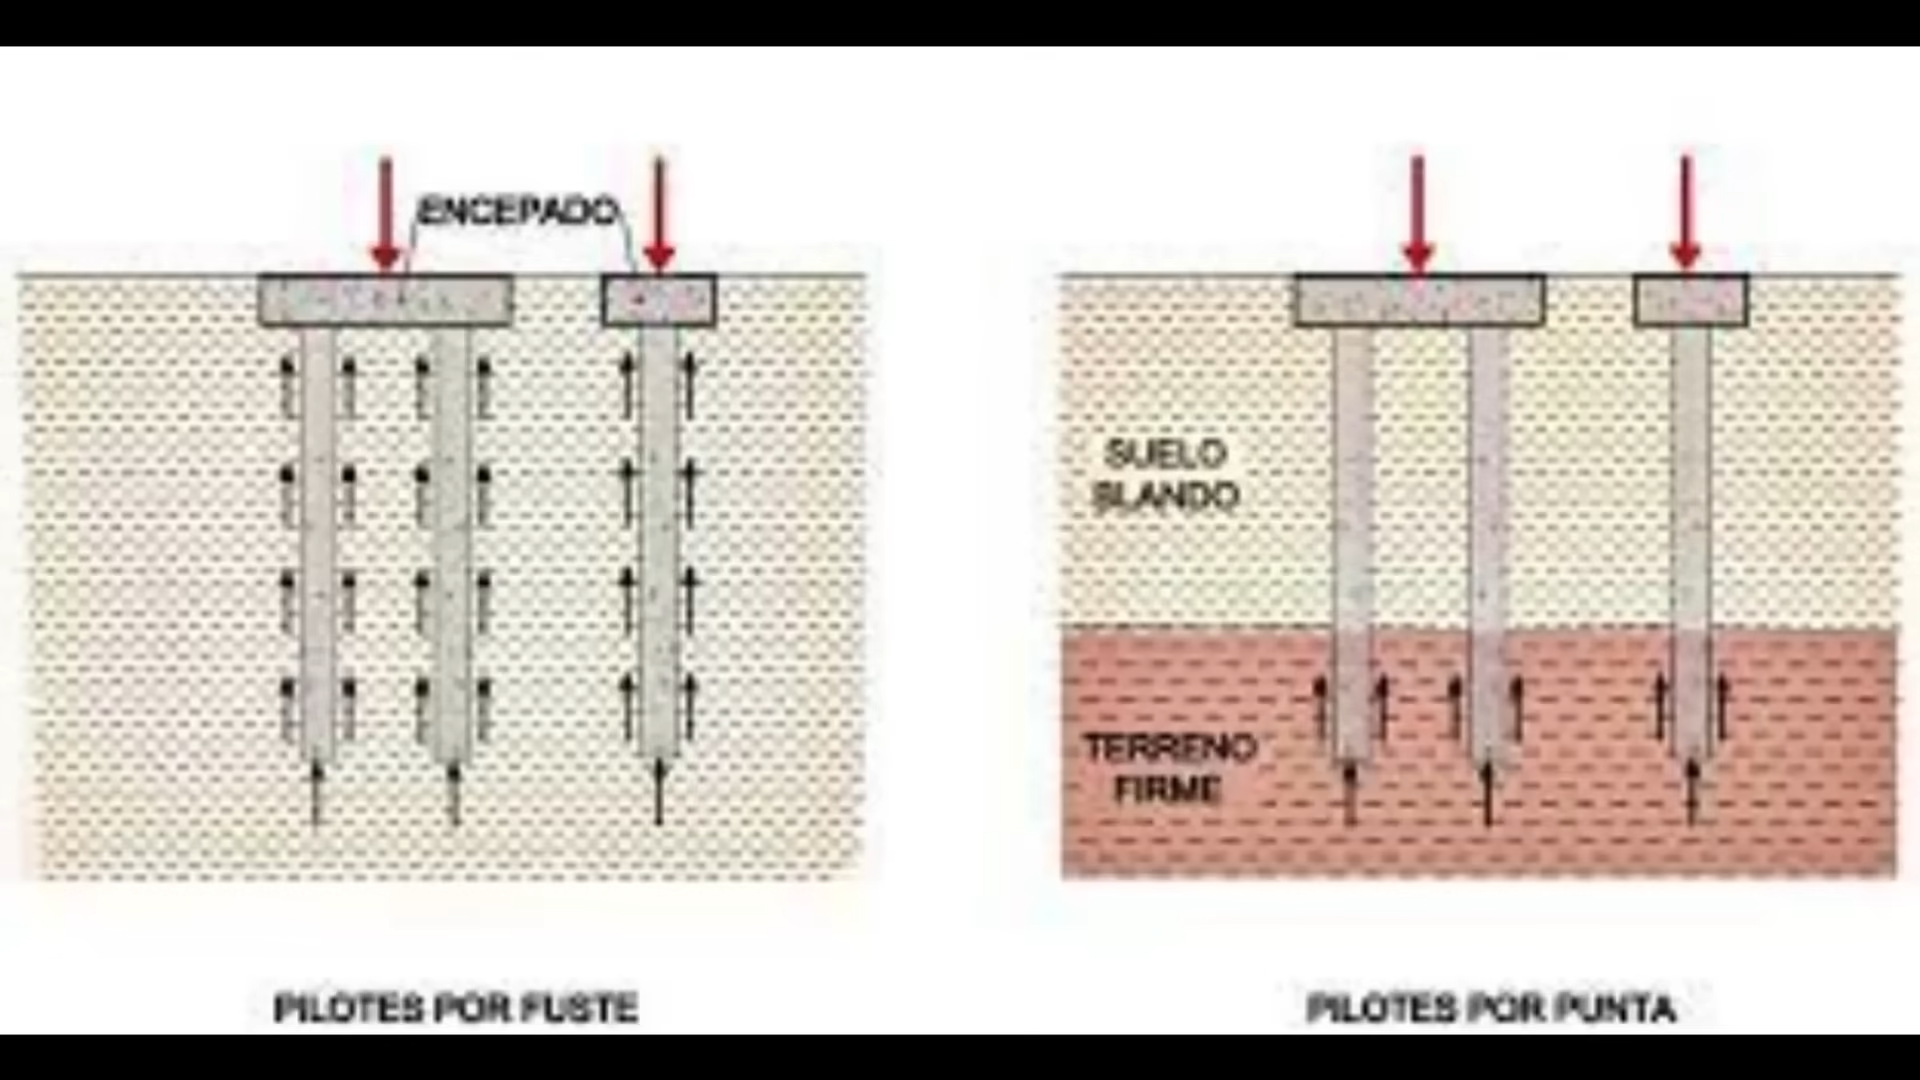 ENCEPADO
SUELO
BLANDO
TERRENO
FIRME
PILOTES POR FUSTE
PILOTES POR PUNTA